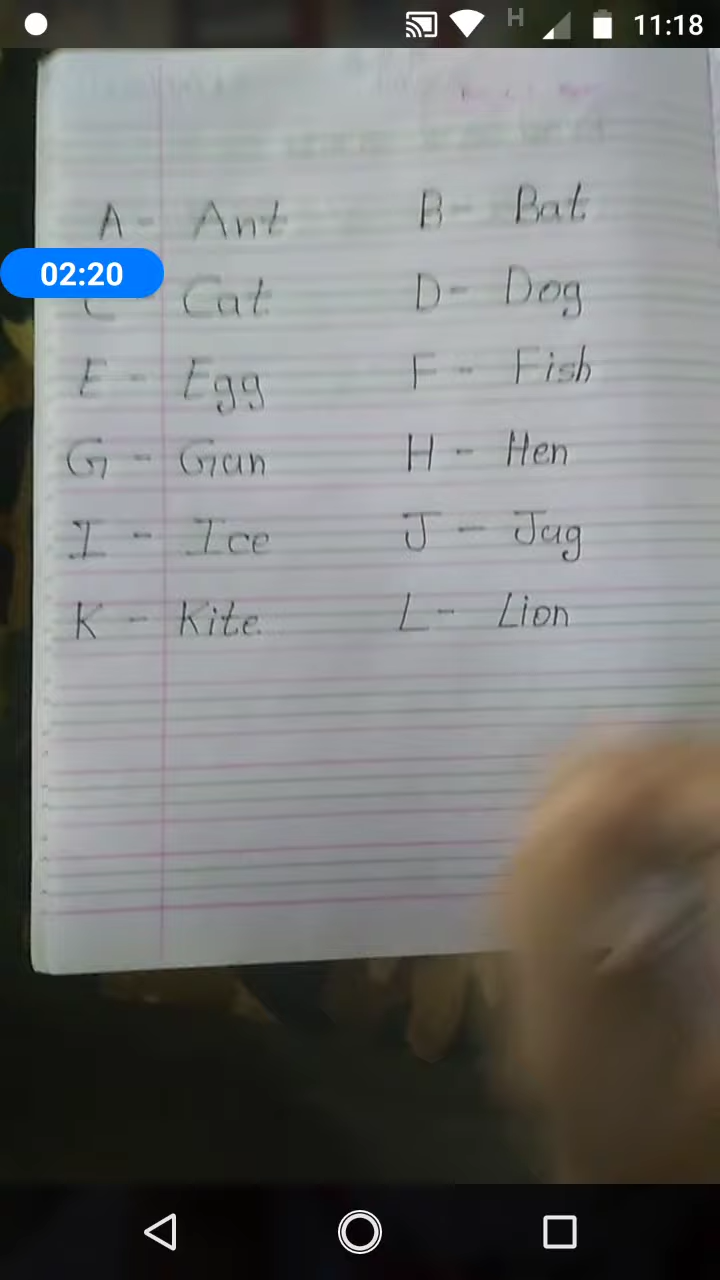 H 11:18
A - Ant B - Bat
02:20
C - Cat D - Dog
E - Egg F - Fish
G - Gun H - Hen
I - Ice J - Jug
K - Kite L - Lion